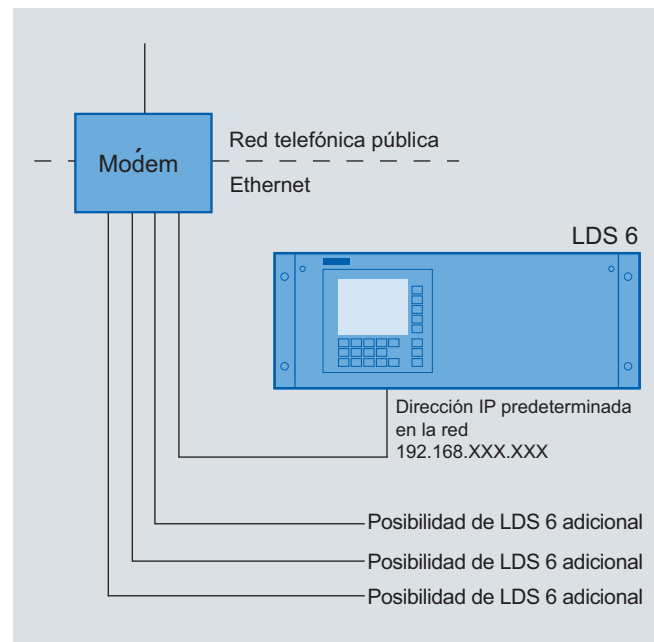 Red telefónica pública
Módem
Ethernet
LDS 6
Dirección IP predeterminada
en la red
192.168.XXX.XXX
Posibilidad de LDS 6 adicional
Posibilidad de LDS 6 adicional
Posibilidad de LDS 6 adicional